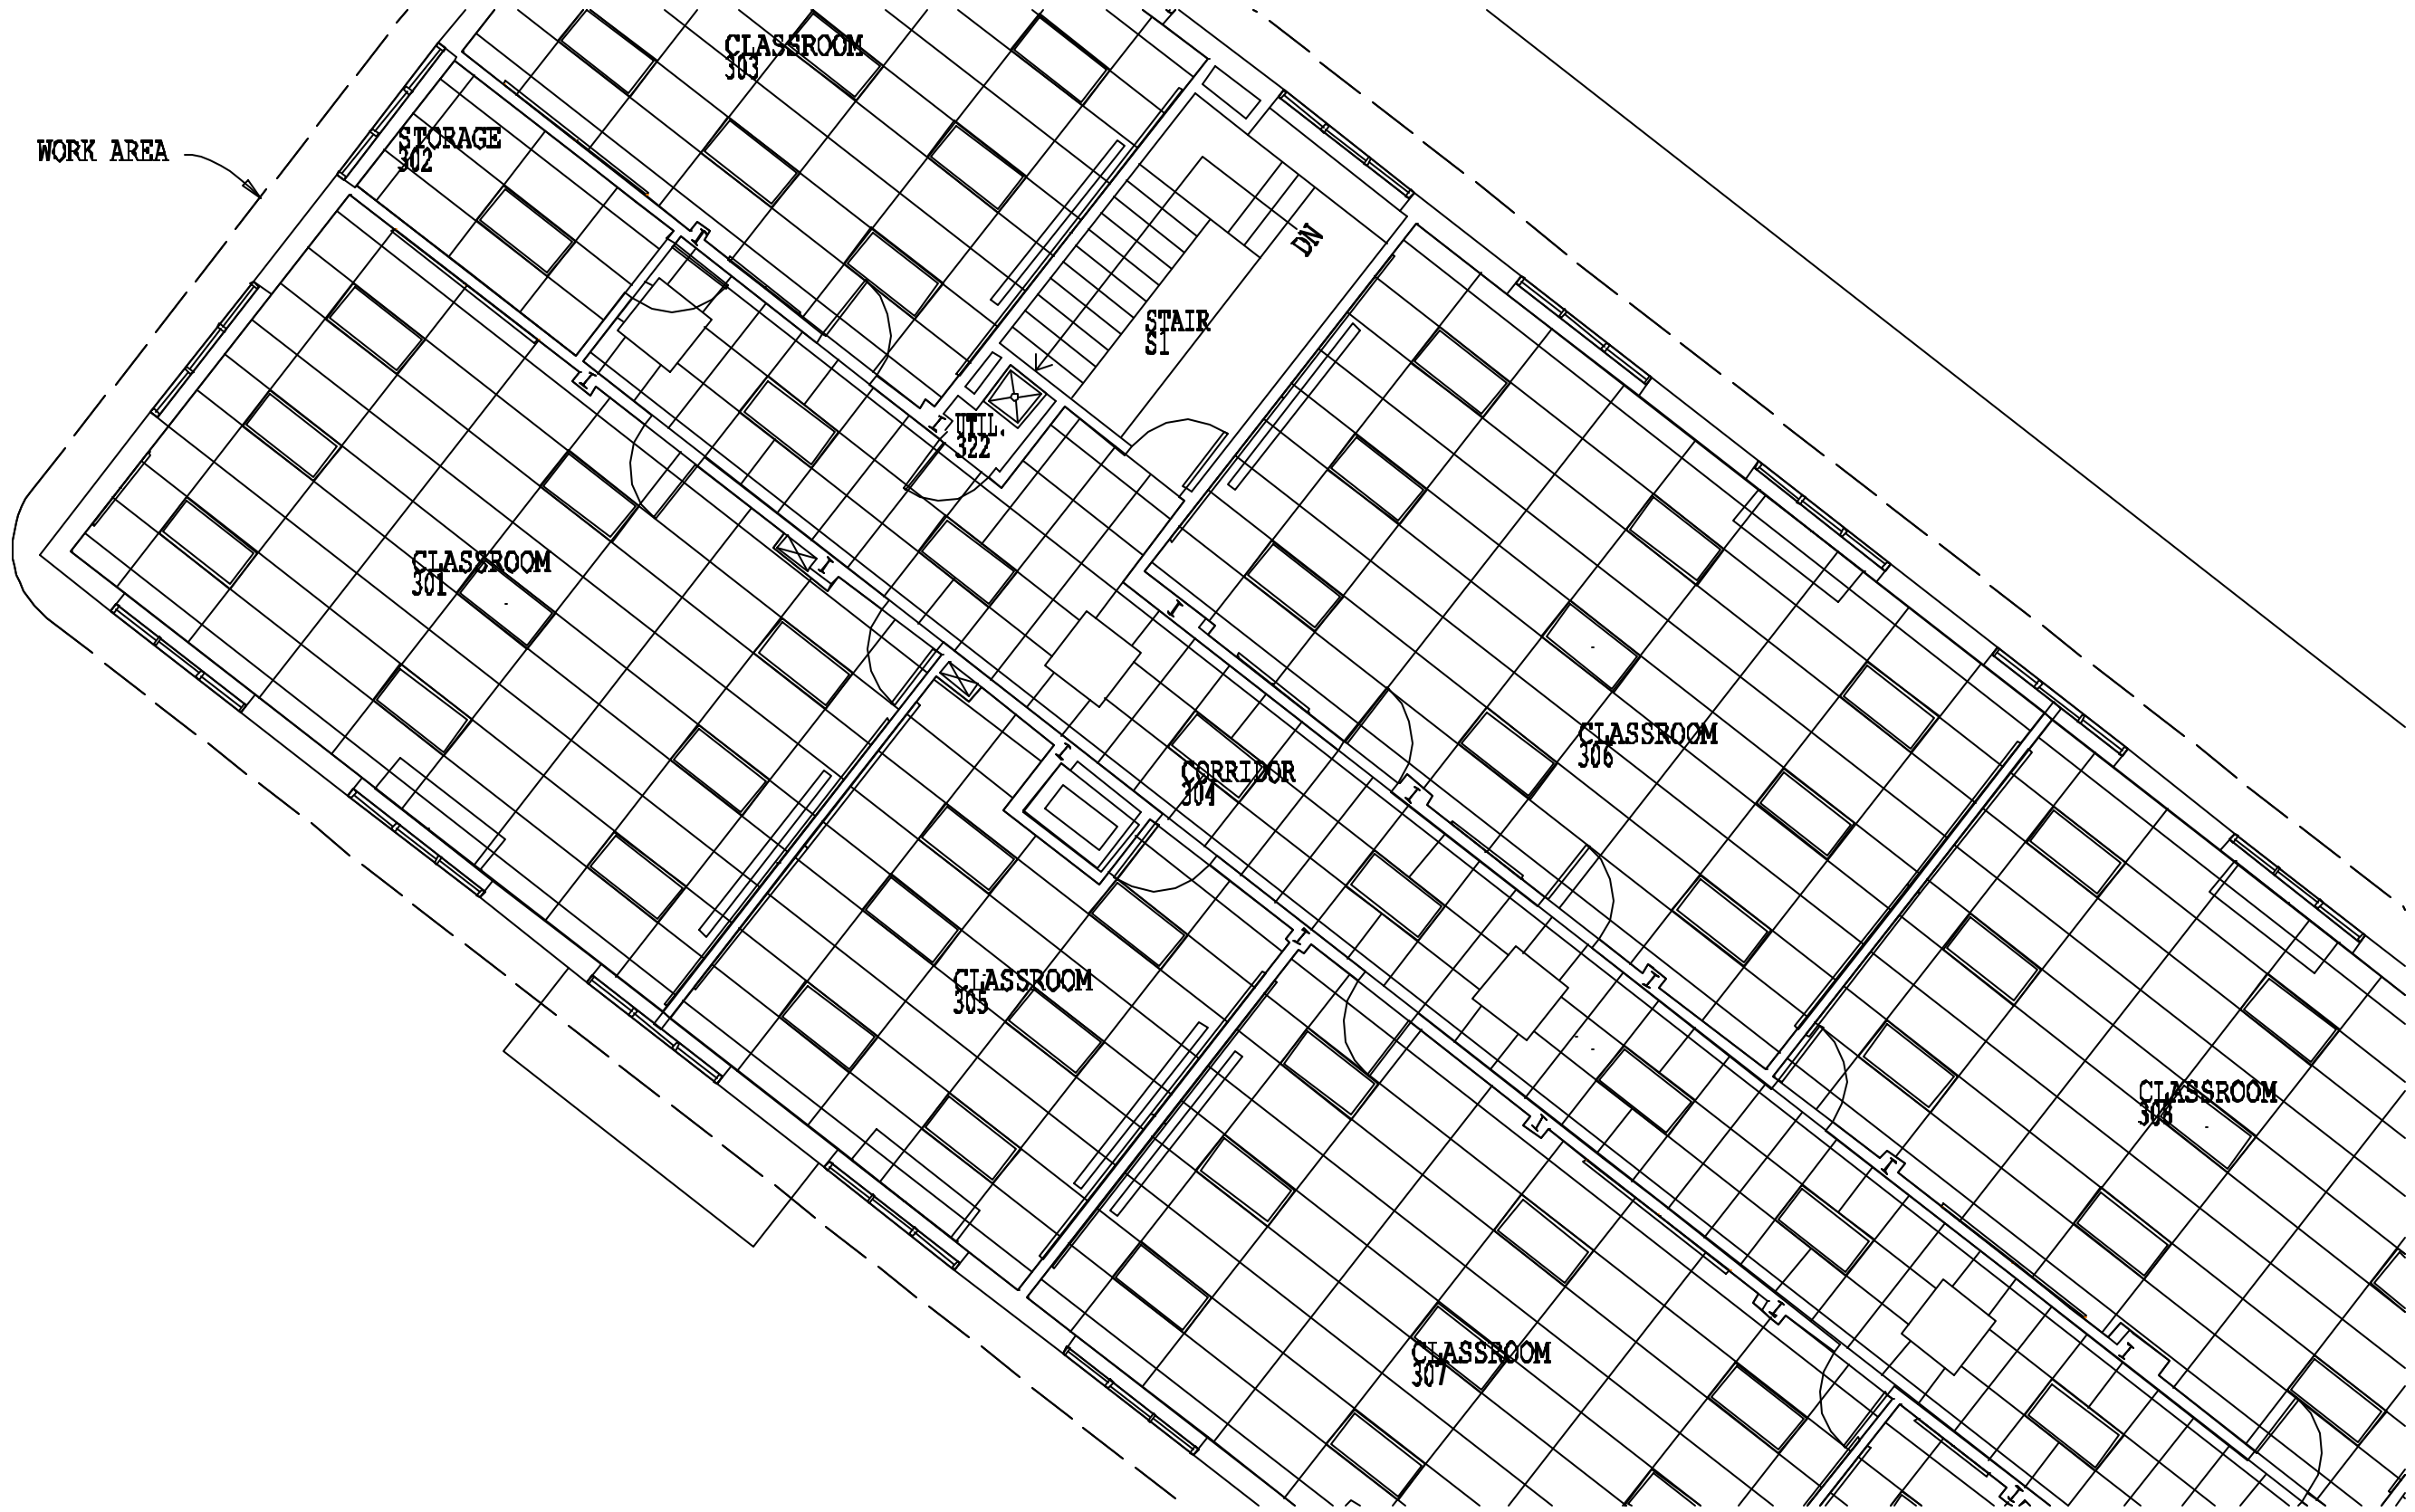 CLASSROOM
303
STORAGE
302
WORK AREA
DN
STAIR
S1
UTIL.
322
CLASSROOM
301
CLASSROOM
306
CORRIDOR
304
CLASSROOM
305
CLASSROOM
308
CLASSROOM
307